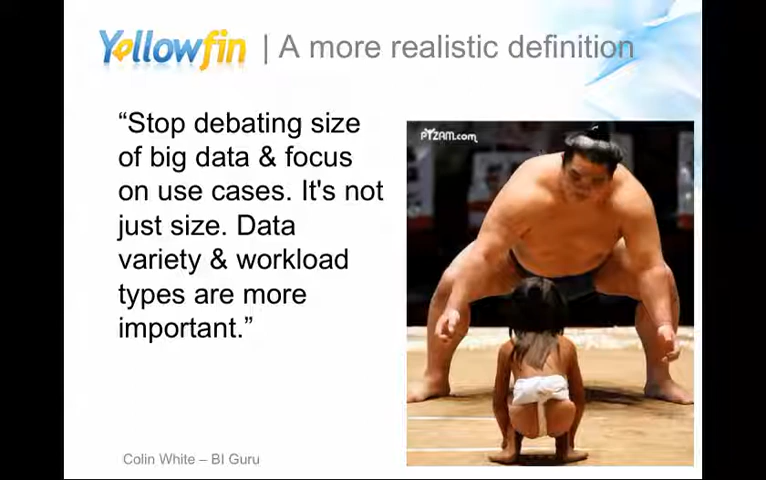 Yellowfin | A more realistic definition
“Stop debating size
of big data & focus
on use cases. It's not
just size. Data
variety & workload
types are more
important.”
PYZAM.com
Colin White – BI Guru